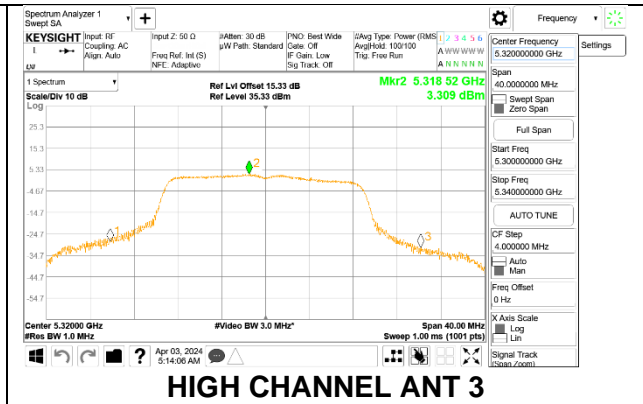 Spectrum Analyzer 1
Swept SA
+
Frequency
KEYSIGHT
Input: RF
Coupling: AC
Align: Auto
Input Z: 50 Ω
Freq Ref: Int (S)
NFE: Adaptive
#Atten: 30 dB
µW Path: Standard
PNO: Best Wide
Gate: Off
IF Gain: Low
Sig Track: Off
#Avg Type: Power (RMS
Avg|Hold: 100/100
Trig: Free Run
1 2 3 4 5 6
A W W W W W
A N N N N N
1 Spectrum
Scale/Div 10 dB
Log
Ref Lvl Offset 15.33 dB
Ref Level 35.33 dBm
Mkr2 5.318 52 GHz
3.309 dBm
25.3
15.3
5.33
-4.67
-14.7
-24.7
-34.7
-44.7
-54.7
1
2
3
Center 5.32000 GHz
#Res BW 1.0 MHz
#Video BW 3.0 MHz*
Span 40.00 MHz
Sweep 1.00 ms (1001 pts)
Apr 03, 2024
5:14:06 AM
Center Frequency
5.320000000 GHz
Settings
Span
40.0000000 MHz
Swept Span
Zero Span
Full Span
Start Freq
5.300000000 GHz
Stop Freq
5.340000000 GHz
AUTO TUNE
CF Step
4.000000 MHz
Auto
Man
Freq Offset
0 Hz
X Axis Scale
Log
Lin
Signal Track
(Span Zoom)
HIGH CHANNEL ANT 3